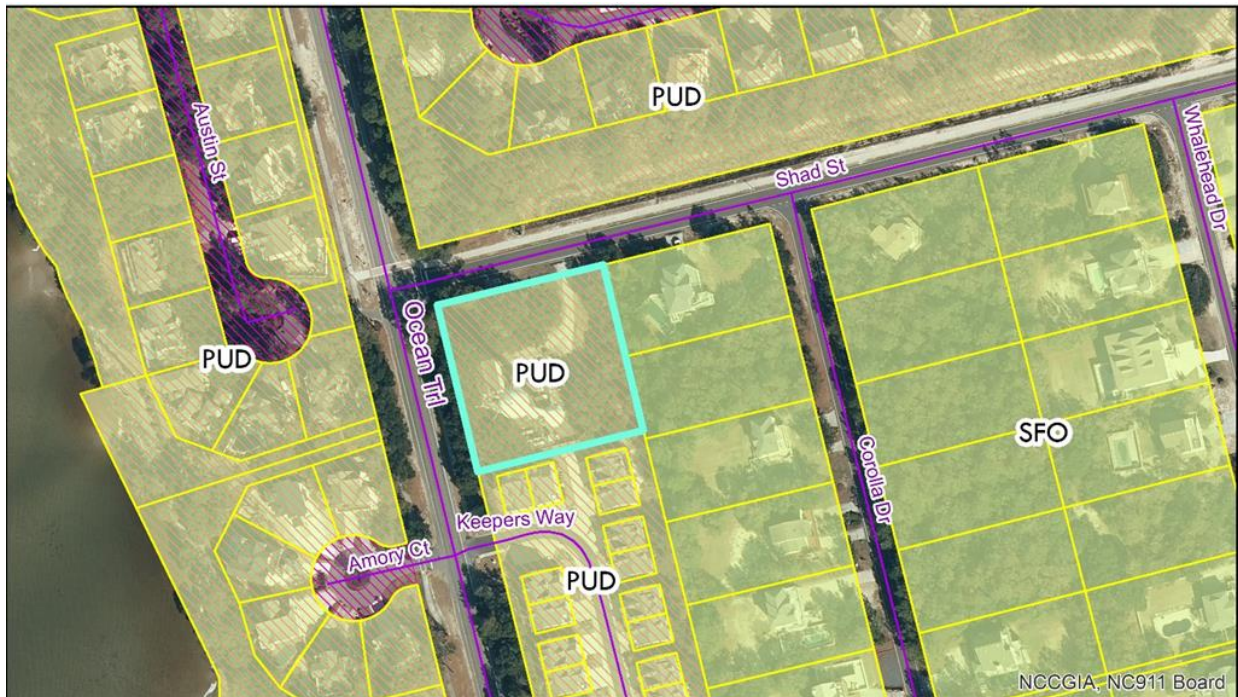 PUD
Austin St
Whalehead Dr
Shad St
Ocean Trl
PUD
PUD
SFO
Corolla Dr
Keepers Way
Amory Ct
PUD
NCCGIA, NC911 Board